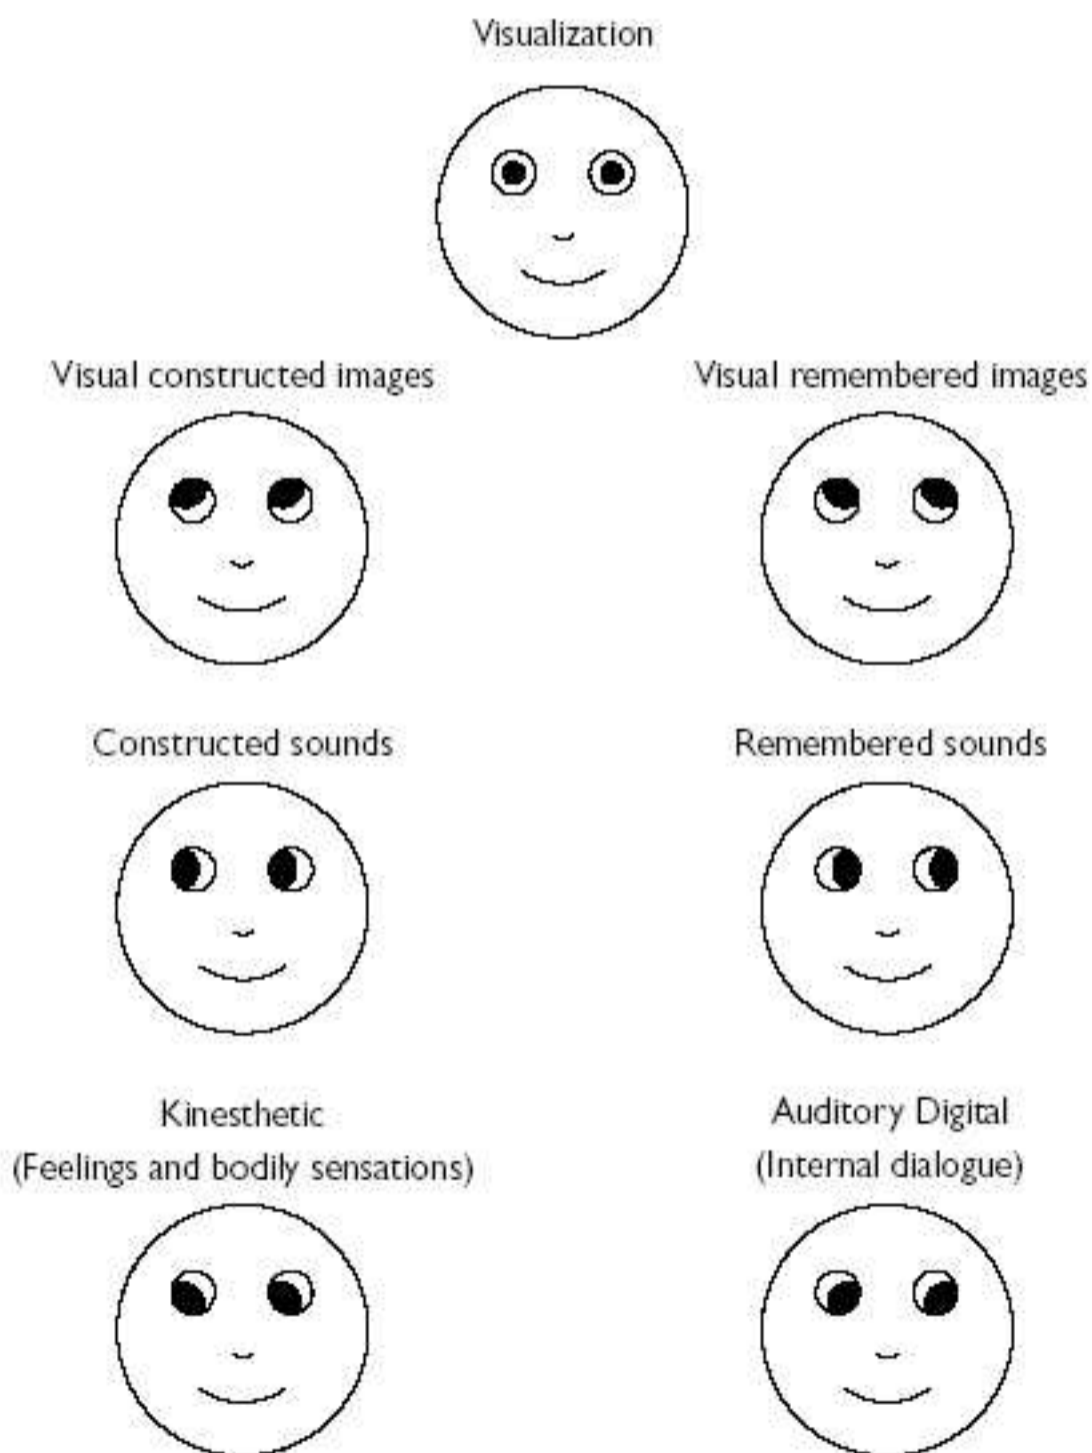 Visualization
Visual constructed images
Visual remembered images
Constructed sounds
Remembered sounds
Kinesthetic
(Feelings and bodily sensations)
Auditory Digital
(Internal dialogue)